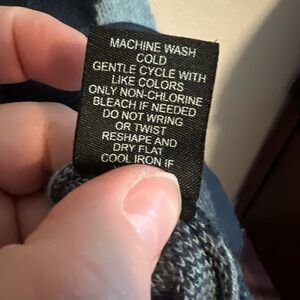 MACHINE WASH
COLD
GENTLE CYCLE WITH
LIKE COLORS
ONLY NON-CHLORINE
BLEACH IF NEEDED
DO NOT WRING
OR TWIST
RESHAPE AND
DRY FLAT
COOL IRON IF